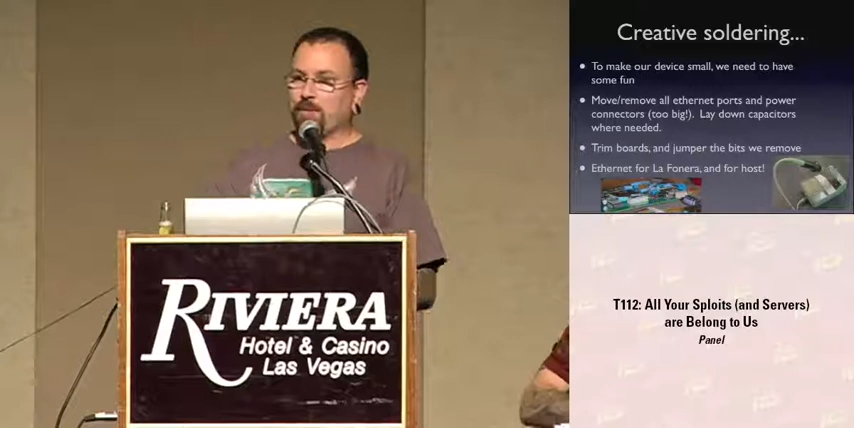 Creative soldering...
To make our device small, we need to have
some fun
Move/remove all ethernet ports and power
connectors (too big!). Lay down capacitors
where needed.
Trim boards, and jumper the bits we remove
Ethernet for La Fonera, and for host!
RIVIERA
Hotel & Casino
Las Vegas
T112: All Your Sploits (and Servers)
are Belong to Us
Panel